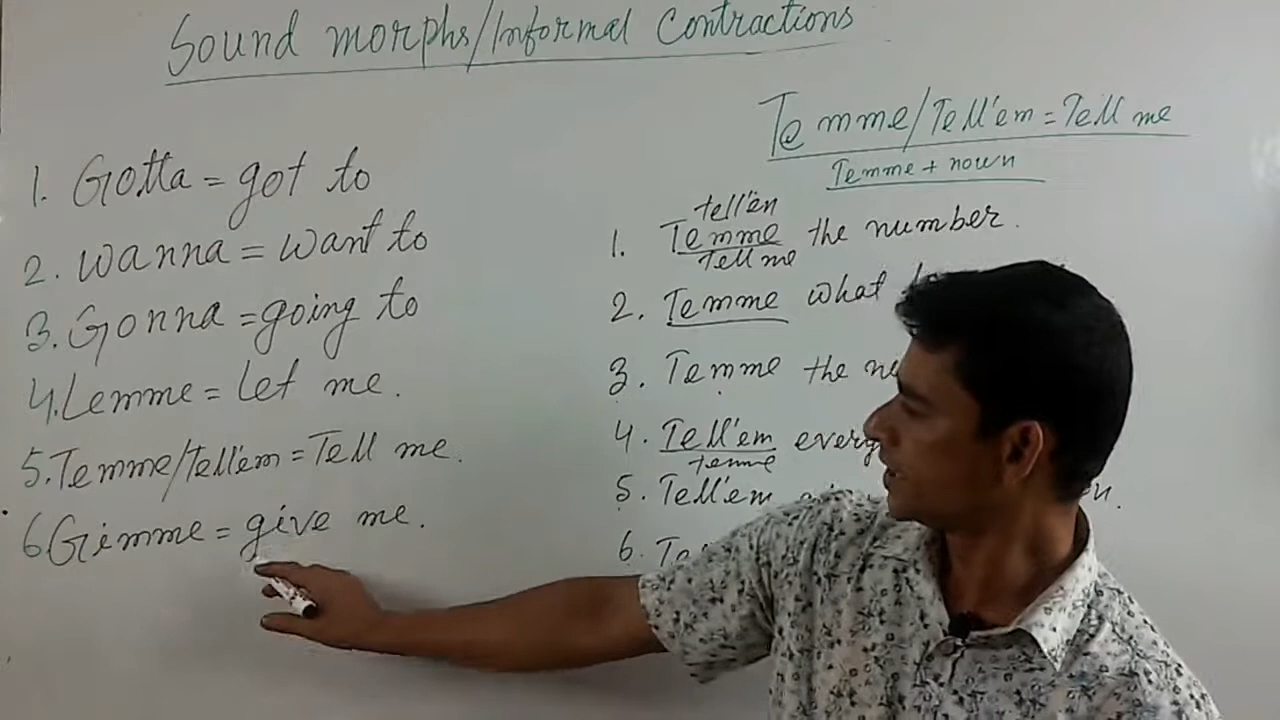 Sound morphs/Informal Contractions
1. Gotta = got to
2. Wanna = want to
3. Gonna = going to
4. Lemme = Let me.
5. Temme/Tell'em = Tell me.
6 Gimme = give me.
Temme/Tell'em = Tell me
Temme + noun
tell'en
1. Temme the number.
Tell me
2. Temme what
3. Temme the
4. Tell'em
temme
5. Tell'em
6.